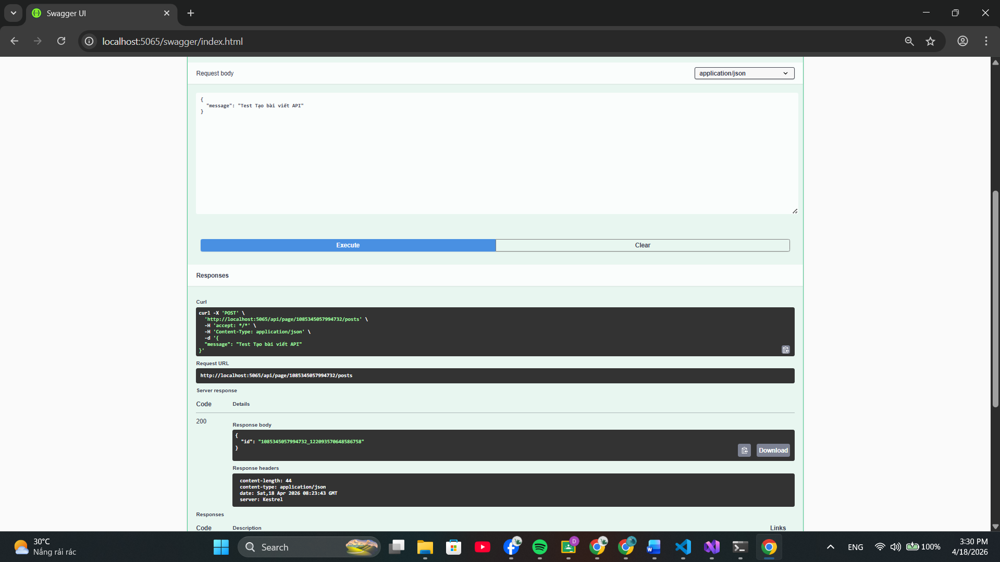 Swagger UI
localhost:5065/swagger/index.html
Request body
application/json
{
"message": "Test Tạo bài viết API"
}
Execute
Clear
Responses
Curl
curl -X 'POST' \
'http://localhost:5065/api/page/1085345057994732/posts' \
-H 'accept: */*' \
-H 'Content-Type: application/json' \
-d '{
"message": "Test Tạo bài viết API"
}'
Request URL
http://localhost:5065/api/page/1085345057994732/posts
Server response
Code
Details
200
Response body
{
"id": "1085345057994732_122093570648586758"
}
Download
Response headers
content-length: 44
content-type: application/json
date: Sat,18 Apr 2026 08:23:43 GMT
server: Kestrel
Responses
Code
Description
Links
30°C
Nắng rải rác
Search
D
ENG
100%
3:30 PM
4/18/2026